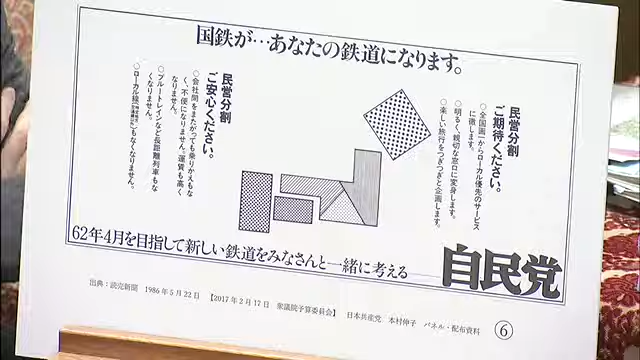 国鉄が…あなたの鉄道になります。
民営分割
ご期待ください。
○全国画一からローカル優先のサービス
に徹します。
○明るく、親切な窓口に変身します。
○楽しい旅行をつぎつぎと企画します。
民営分割
ご安心ください。
○会社間をまたがっても乗りかえもな
く、不便になりません。運賃も高く
なりません。
○ブルートレインなど長距離列車もな
くなりません。
○ローカル線もなくなりません。
62年4月を目指して新しい鉄道をみなさんと一緒に考える
自民党
出典:読売新聞 1986年5月22日 【2017年2月17日 衆議院予算委員会】 日本共産党 本村伸子 パネル・配布資料
⑥